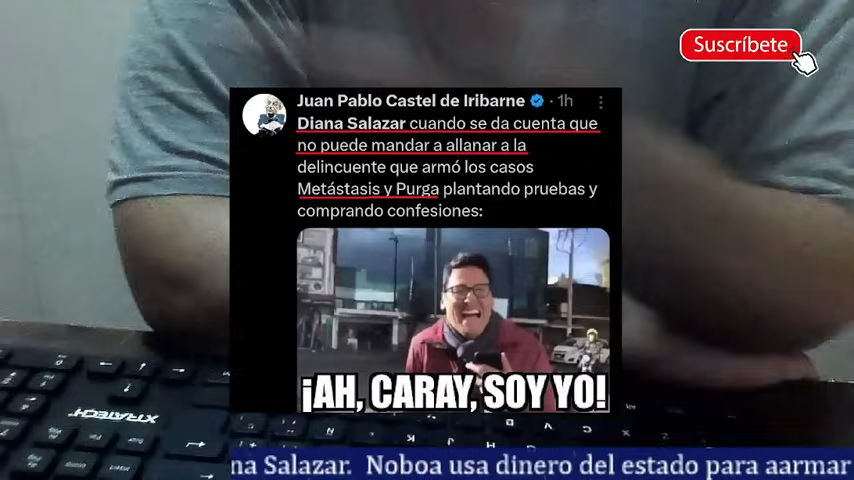 Suscríbete
Juan Pablo Castel de Iribarne · 1h
Diana Salazar cuando se da cuenta que
no puede mandar a allanar a la
delincuente que armó los casos
Metástasis y Purga plantando pruebas y
comprando confesiones:
¡AH, CARAY, SOY YO!
XTRATECH
na Salazar. Noboa usa dinero del estado para aarmar